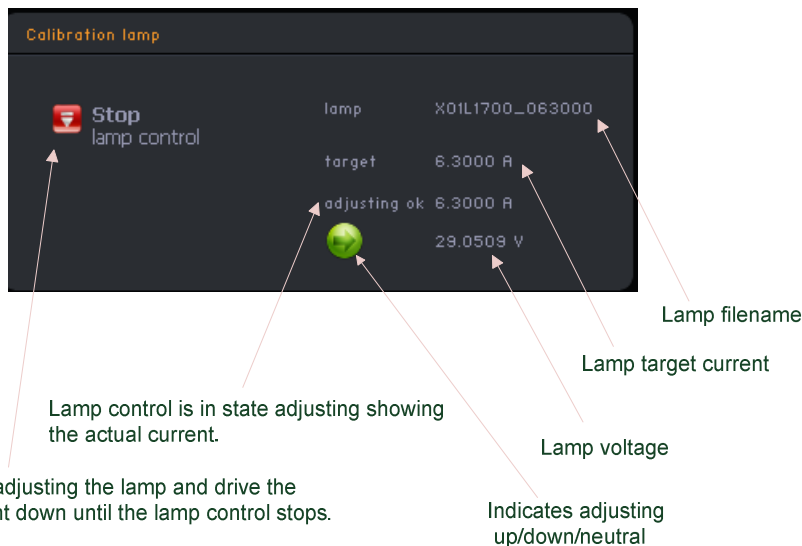 Calibration lamp
Stop
lamp control
lamp X01L1700_063000
target 6.3000 A
adjusting ok 6.3000 A
29.0509 V
Lamp filename
Lamp target current
Lamp control is in state adjusting showing
the actual current.
Lamp voltage
adjusting the lamp and drive the
nt down until the lamp control stops.
Indicates adjusting
up/down/neutral